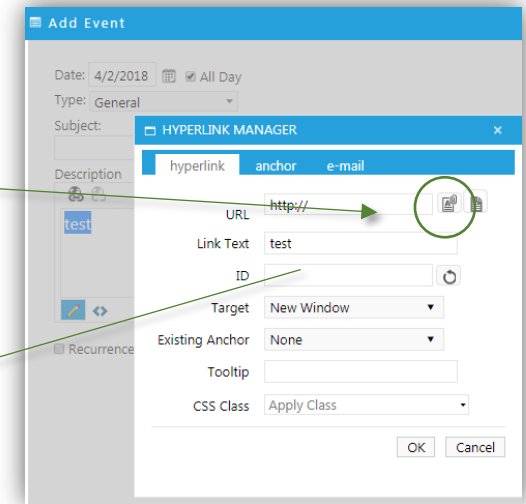 Add Event
Date: 4/2/2018 All Day
Type: General
Subject:
Description
test
Recurrence
HYPERLINK MANAGER ×
hyperlink anchor e-mail
URL http://
Link Text test
ID
Target New Window
Existing Anchor None
Tooltip
CSS Class Apply Class
OK Cancel